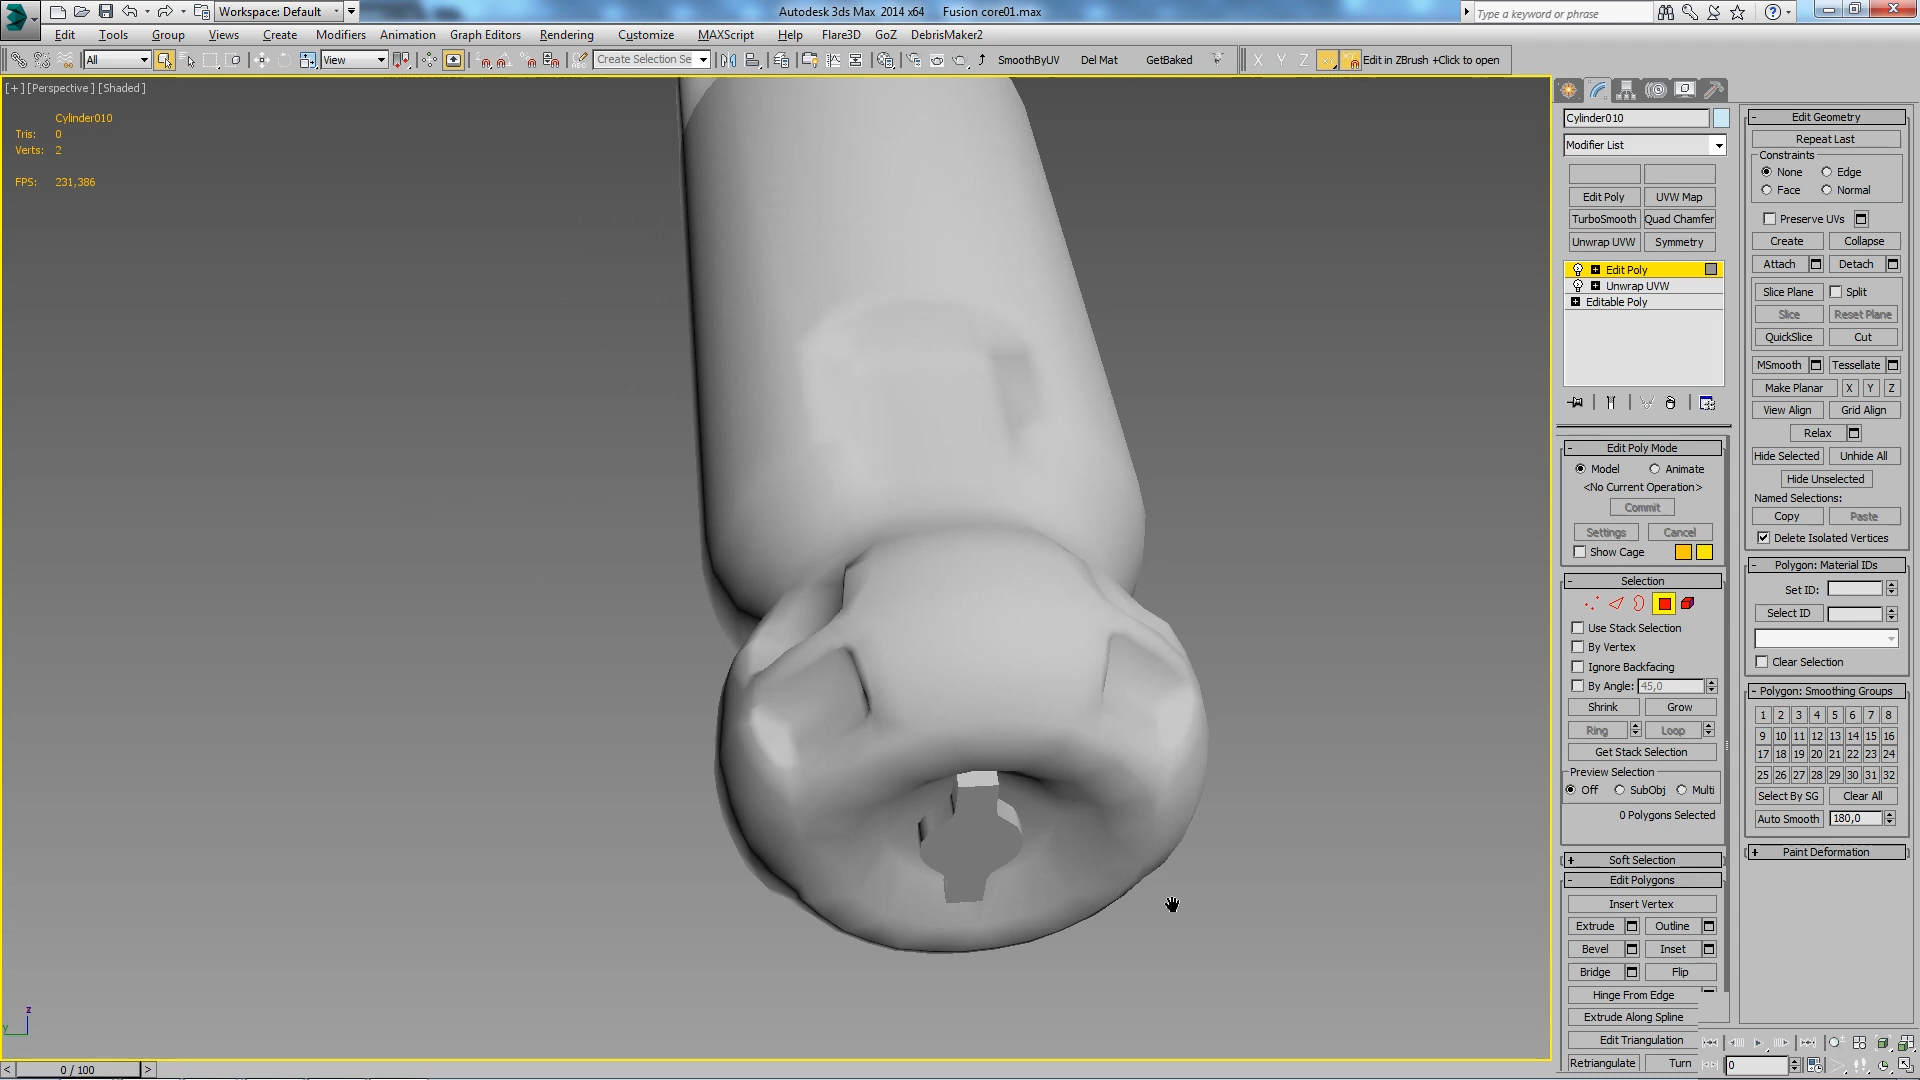 Workspace: Default
Autodesk 3ds Max 2014 x64 Fusion core01.max
Type a keyword or phrase
Edit Tools Group Views Create Modifiers Animation Graph Editors Rendering Customize MAXScript Help Flare3D GoZ DebrisMaker2
All View Create Selection Se SmoothByUV Del Mat GetBaked X Y Z Edit in ZBrush +Click to open
[+] [Perspective ] [Shaded ]
Cylinder010
Tris: 0
Verts: 2
FPS: 231,386
z
y
0 / 100
Cylinder010
Modifier List
Edit Poly UVW Map
TurboSmooth Quad Chamfer
Unwrap UVW Symmetry
Edit Poly
Unwrap UVW
Editable Poly
Edit Poly Mode
Model Animate
<No Current Operation>
Commit
Settings Cancel
Show Cage
Selection
Use Stack Selection
By Vertex
Ignore Backfacing
By Angle: 45,0
Shrink Grow
Ring Loop
Get Stack Selection
Preview Selection
Off SubObj Multi
0 Polygons Selected
Soft Selection
Edit Polygons
Insert Vertex
Extrude Outline
Bevel Inset
Bridge Flip
Hinge From Edge
Extrude Along Spline
Edit Triangulation
Retriangulate Turn
Edit Geometry
Repeat Last
Constraints
None Edge
Face Normal
Preserve UVs
Create Collapse
Attach Detach
Slice Plane Split
Slice Reset Plane
QuickSlice Cut
MSmooth Tessellate
Make Planar X Y Z
View Align Grid Align
Relax
Hide Selected Unhide All
Hide Unselected
Named Selections:
Copy Paste
Delete Isolated Vertices
Polygon: Material IDs
Set ID:
Select ID
Clear Selection
Polygon: Smoothing Groups
1 2 3 4 5 6 7 8
9 10 11 12 13 14 15 16
17 18 19 20 21 22 23 24
25 26 27 28 29 30 31 32
Select By SG Clear All
Auto Smooth 180,0
Paint Deformation
0